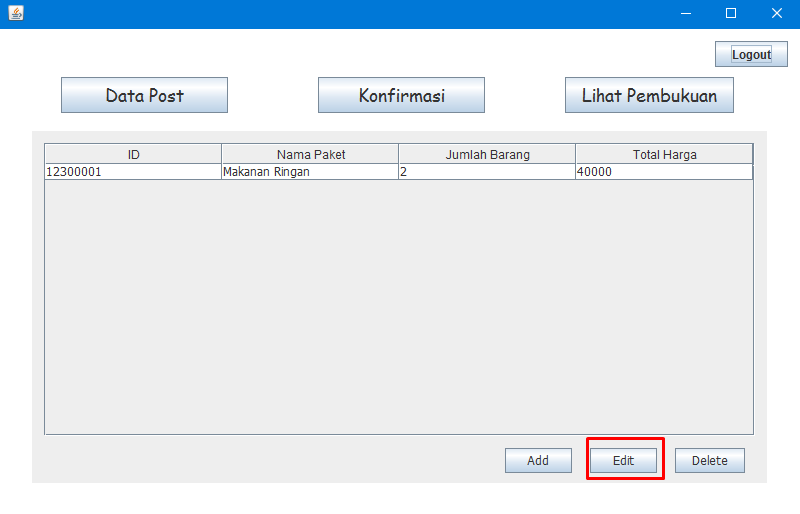 Logout
Data Post Konfirmasi Lihat Pembukuan
ID Nama Paket Jumlah Barang Total Harga
12300001 Makanan Ringan 2 40000
Add Edit Delete